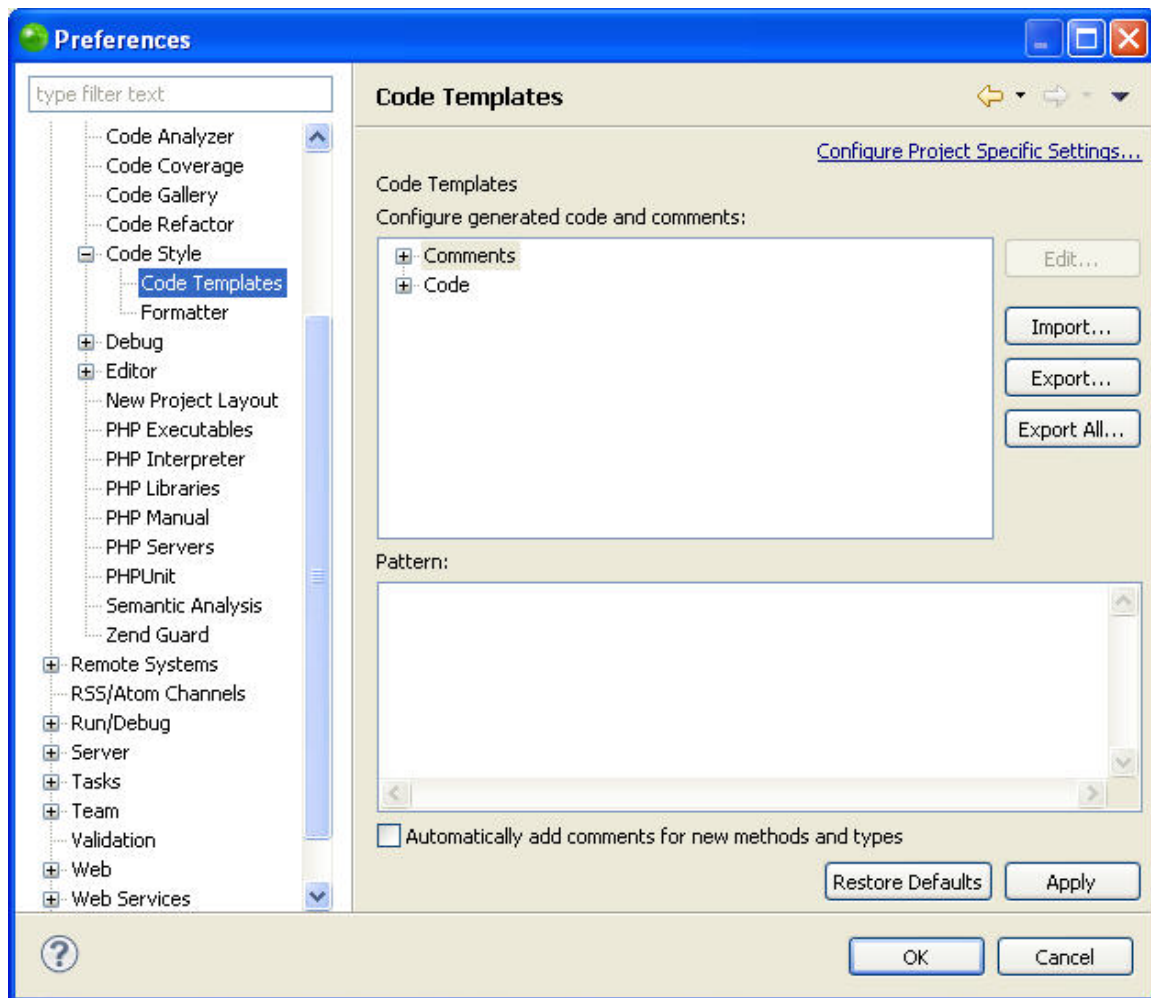 Preferences
type filter text
Code Analyzer
Code Coverage
Code Gallery
Code Refactor
Code Style
Code Templates
Formatter
Debug
Editor
New Project Layout
PHP Executables
PHP Interpreter
PHP Libraries
PHP Manual
PHP Servers
PHPUnit
Semantic Analysis
Zend Guard
Remote Systems
RSS/Atom Channels
Run/Debug
Server
Tasks
Team
Validation
Web
Web Services
Code Templates
Configure Project Specific Settings...
Code Templates
Configure generated code and comments:
Comments
Code
Edit...
Import...
Export...
Export All...
Pattern:
Automatically add comments for new methods and types
Restore Defaults
Apply
?
OK
Cancel